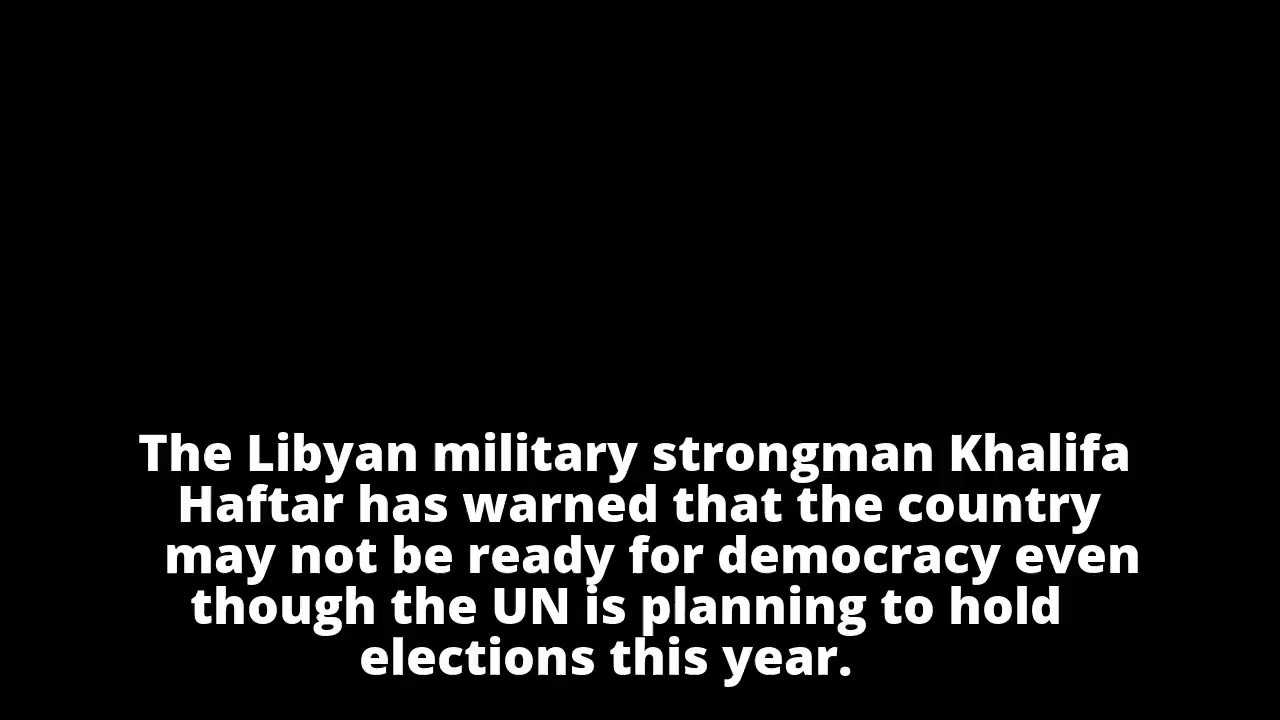 The Libyan military strongman Khalifa
Haftar has warned that the country
may not be ready for democracy even
though the UN is planning to hold
elections this year.